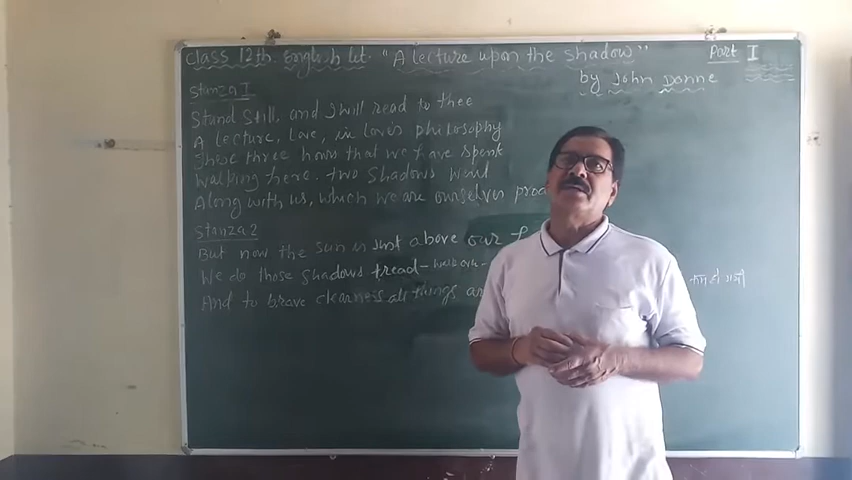 Class 12th. English Lit. "A lecture upon the shadow" Part I
by John Donne
Stanza I
Stand still, and I will read to thee
A lecture, Love, in love's philosophy
These three hours that we have spent
Walking here. two shadows went
Along with us, which we are ourselves
Stanza 2
But now the sun is just above our
We do those shadows tread -
And to brave clearness all things